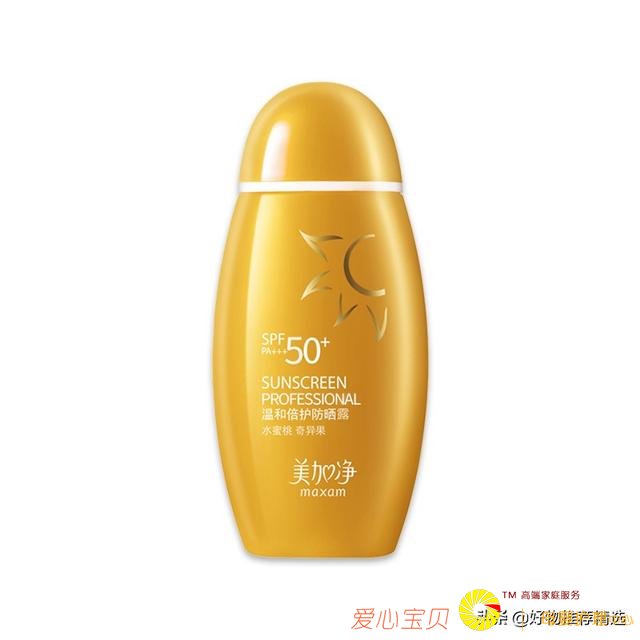 SPF
PA+++50+
SUNSCREEN
PROFESSIONAL
温和倍护防晒露
水蜜桃 奇异果
美加净
maxam
TM 高端家庭服务
爱心宝贝
头条 @好物推荐精选